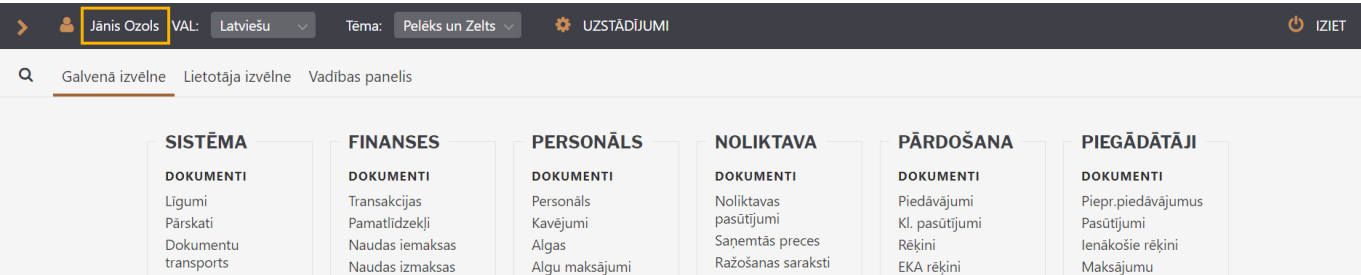 Jānis Ozols VAL: Latviešu Tēma: Pelēks un Zelts UZSTĀDĪJUMI IZIET
Galvenā izvēlne Lietotāja izvēlne Vadības panelis
SISTĒMA
DOKUMENTI
Līgumi
Pārskati
Dokumentu
transports
FINANSES
DOKUMENTI
Transakcijas
Pamatlīdzekļi
Naudas iemaksas
Naudas izmaksas
PERSONĀLS
DOKUMENTI
Personāls
Kavējumi
Algas
Algu maksājumi
NOLIKTAVA
DOKUMENTI
Noliktavas
pasūtījumi
Saņemtās preces
Ražošanas saraksti
PĀRDOŠANA
DOKUMENTI
Piedāvājumi
Kl. pasūtījumi
Rēķini
EKA rēķini
PIEGĀDĀTĀJI
DOKUMENTI
Piepr.piedāvājumus
Pasūtījumi
Ienākošie rēķini
Maksājumu